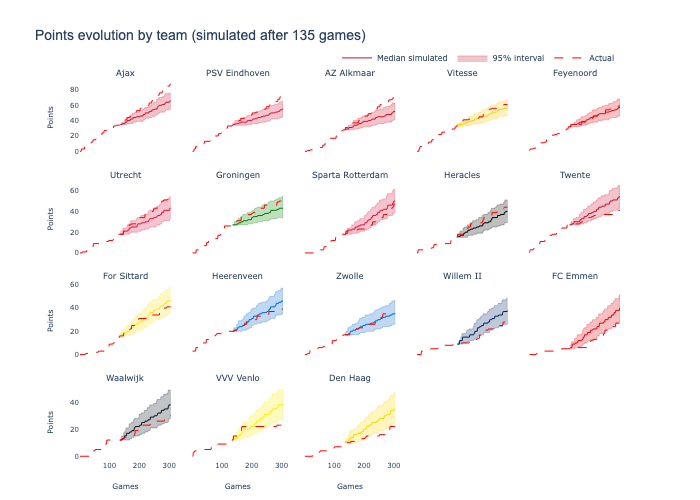 Points evolution by team (simulated after 135 games)
Median simulated 95% interval Actual
Ajax PSV Eindhoven AZ Alkmaar Vitesse Feyenoord
Points
80
60
40
20
0
Utrecht Groningen Sparta Rotterdam Heracles Twente
Points
60
40
20
0
For Sittard Heerenveen Zwolle Willem II FC Emmen
Points
60
40
20
0
Waalwijk VVV Venlo Den Haag
Points
40
20
0
100 200 300 100 200 300 100 200 300
Games Games